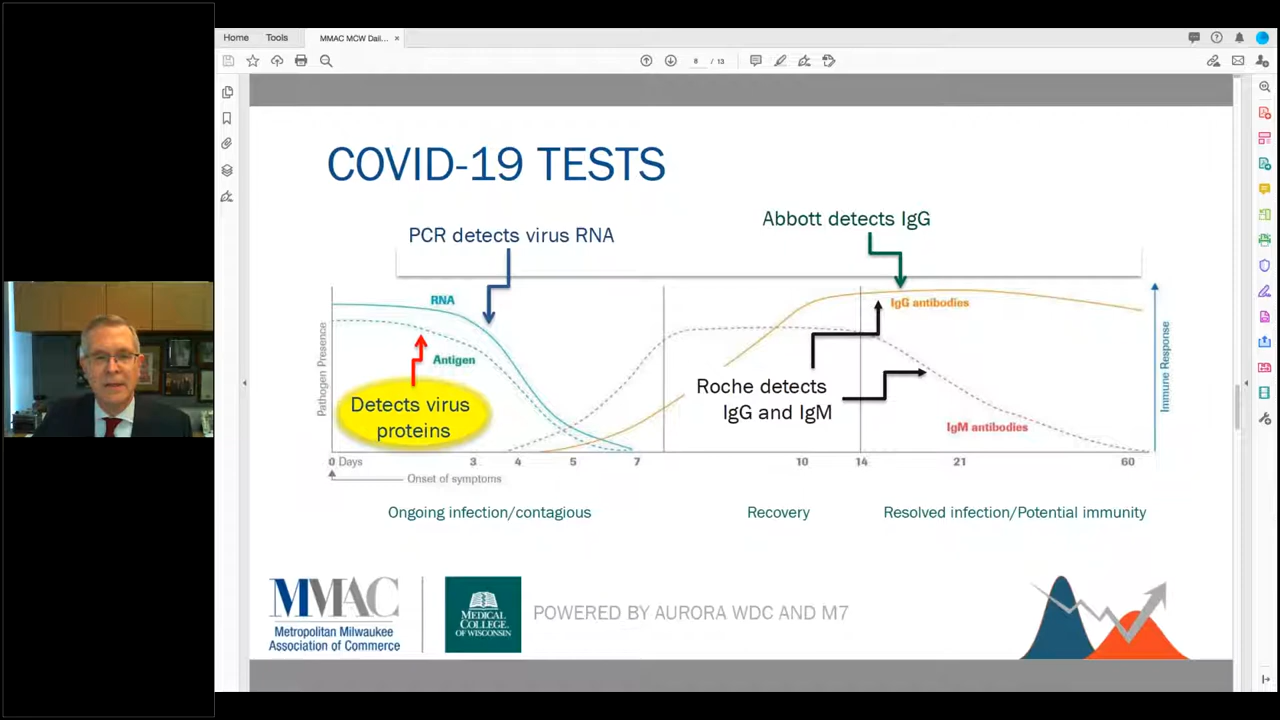 Home
Tools
MMAC MCW Dail... ×
8 / 13
COVID-19 TESTS
PCR detects virus RNA
Abbott detects IgG
RNA
IgG antibodies
Antigen
Pathogen Presence
Immune Response
Detects virus
proteins
Roche detects
IgG and IgM
IgM antibodies
0 Days 3 4 5 7 10 14 21 60
Onset of symptoms
Ongoing infection/contagious
Recovery
Resolved infection/Potential immunity
MMAC
Metropolitan Milwaukee
Association of Commerce
MEDICAL
COLLEGE
OF WISCONSIN
POWERED BY AURORA WDC AND M7